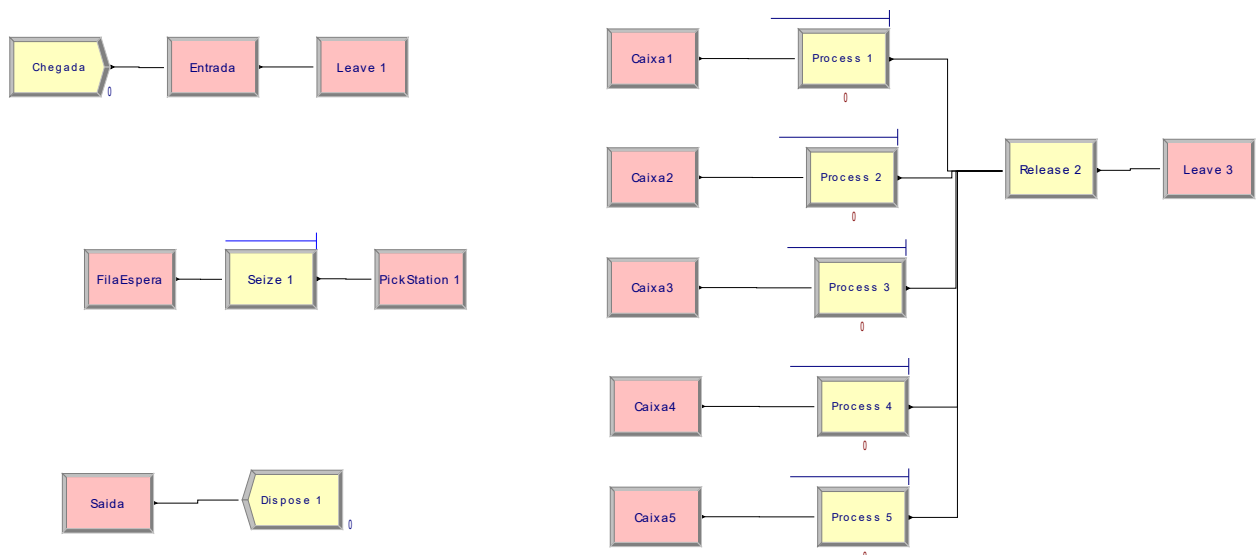 Chegada
0
Entrada
Leave 1
FilaEspera
Seize 1
PickStation 1
Saida
Dispose 1
0
Caixa1
Process 1
0
Caixa2
Process 2
0
Caixa3
Process 3
0
Caixa4
Process 4
0
Caixa5
Process 5
0
Release 2
Leave 3